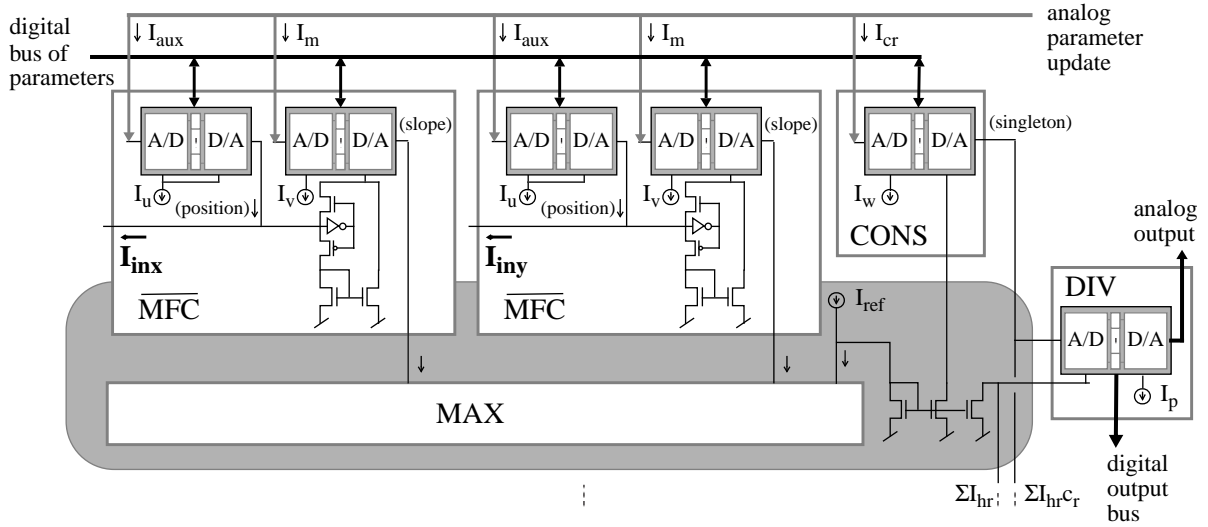 digital
bus of
parameters
I_aux
I_m
I_aux
I_m
I_cr
analog
parameter
update
A/D
D/A
A/D
D/A
(slope)
A/D
D/A
A/D
D/A
(slope)
A/D
D/A
(singleton)
I_u
(position)
I_v
I_u
(position)
I_v
I_w
CONS
analog
output
I_inx
MFC
I_iny
MFC
I_ref
DIV
A/D
D/A
I_p
MAX
ΣI_hr
ΣI_hr c_r
digital
output
bus